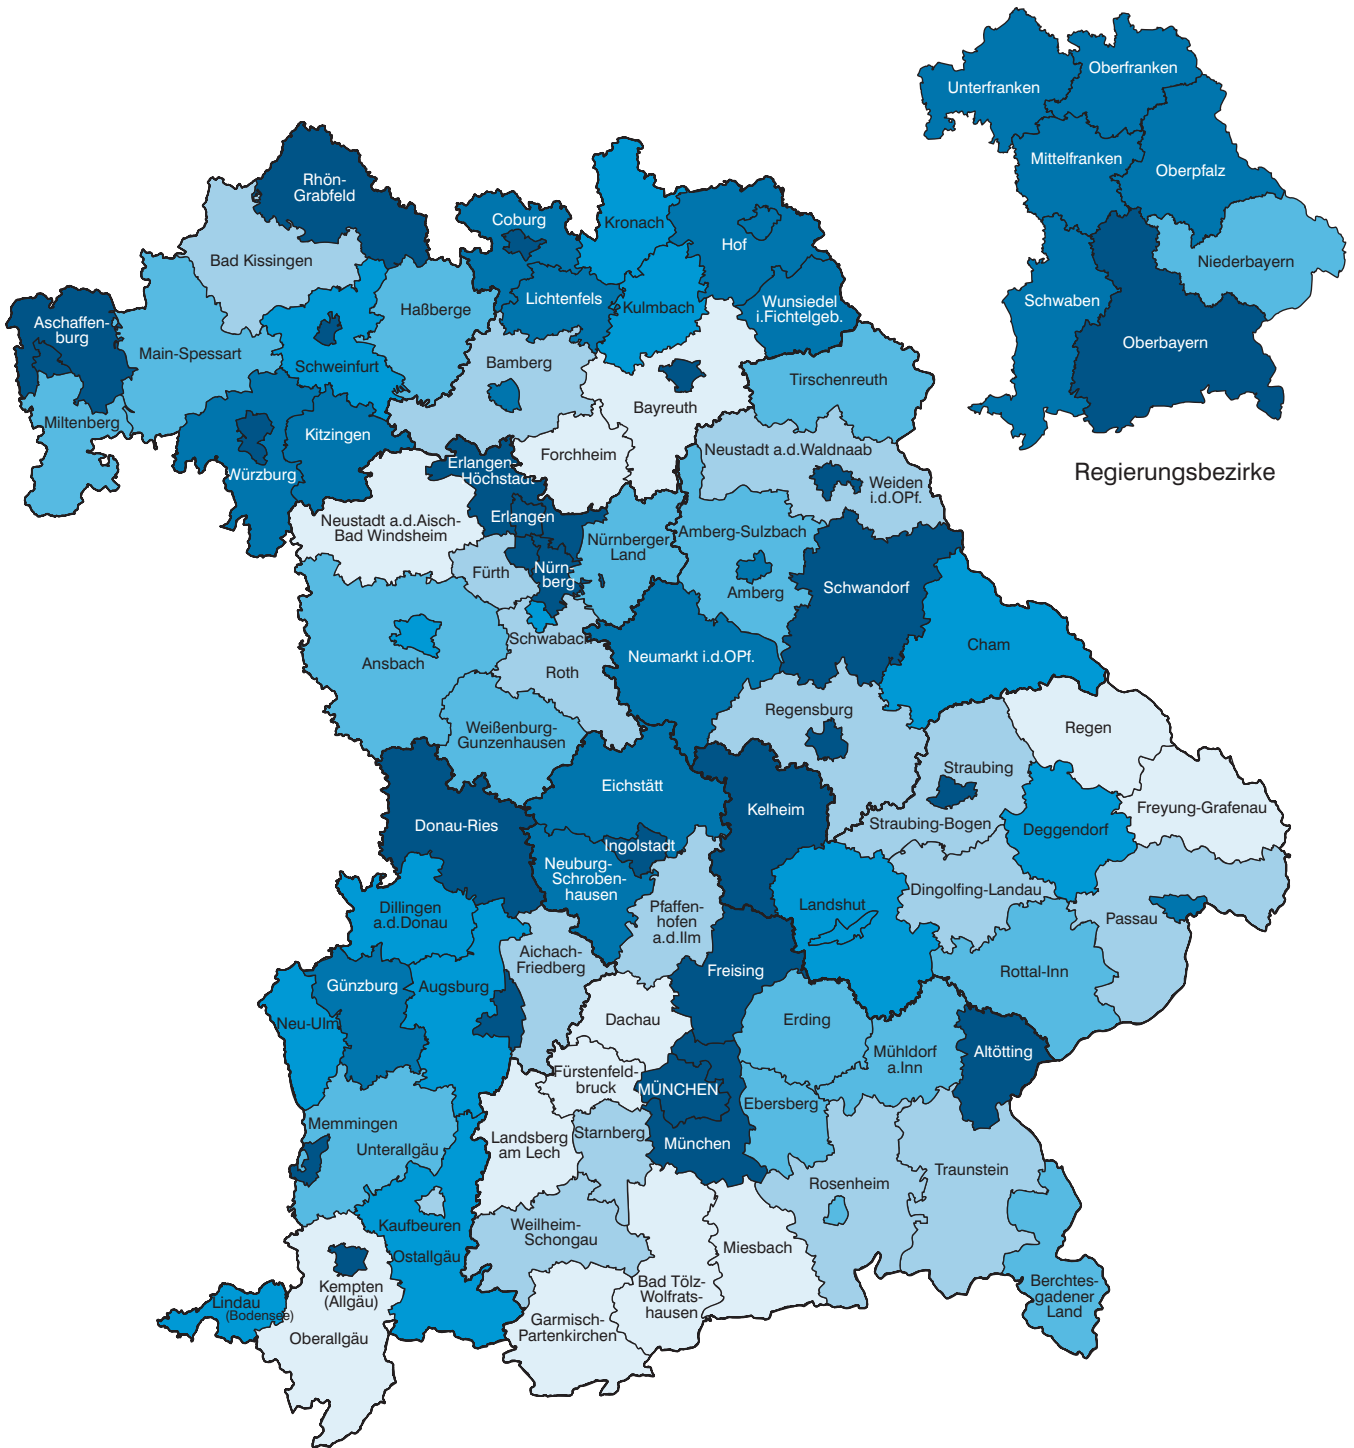 Unterfranken
Oberfranken
Mittelfranken
Oberpfalz
Niederbayern
Schwaben
Oberbayern
Regierungsbezirke
Rhön-
Grabfeld
Bad Kissingen
Coburg
Kronach
Hof
Lichtenfels
Kulmbach
Wunsiedel
i.Fichtelgeb.
Haßberge
Aschaffen-
burg
Main-Spessart
Schweinfurt
Bamberg
Tirschenreuth
Miltenberg
Kitzingen
Bayreuth
Würzburg
Forchheim
Neustadt a.d.Waldnaab
Weiden
i.d.OPf.
Erlangen-
Höchstadt
Erlangen
Neustadt a.d.Aisch-
Bad Windsheim
Nürnberger
Land
Amberg-Sulzbach
Fürth
Nürn-
berg
Amberg
Schwandorf
Schwabach
Roth
Ansbach
Neumarkt i.d.OPf.
Cham
Weißenburg-
Gunzenhausen
Regensburg
Regen
Straubing
Eichstätt
Kelheim
Freyung-Grafenau
Donau-Ries
Straubing-Bogen
Deggendorf
Ingolstadt
Neuburg-
Schroben-
hausen
Dillingen
a.d.Donau
Pfaffen-
hofen
a.d.Ilm
Landshut
Dingolfing-Landau
Passau
Aichach-
Friedberg
Freising
Rottal-Inn
Günzburg
Augsburg
Neu-Ulm
Dachau
Erding
Mühldorf
a.Inn
Altötting
Fürstenfeld-
bruck
MÜNCHEN
Ebersberg
Memmingen
Unterallgäu
Landsberg
am Lech
Starnberg
München
Rosenheim
Traunstein
Kaufbeuren
Ostallgäu
Weilheim-
Schongau
Miesbach
Bad Tölz-
Wolfrats-
hausen
Berchtes-
gadener
Land
Kempten
(Allgäu)
Lindau
(Bodensee)
Oberallgäu
Garmisch-
Partenkirchen